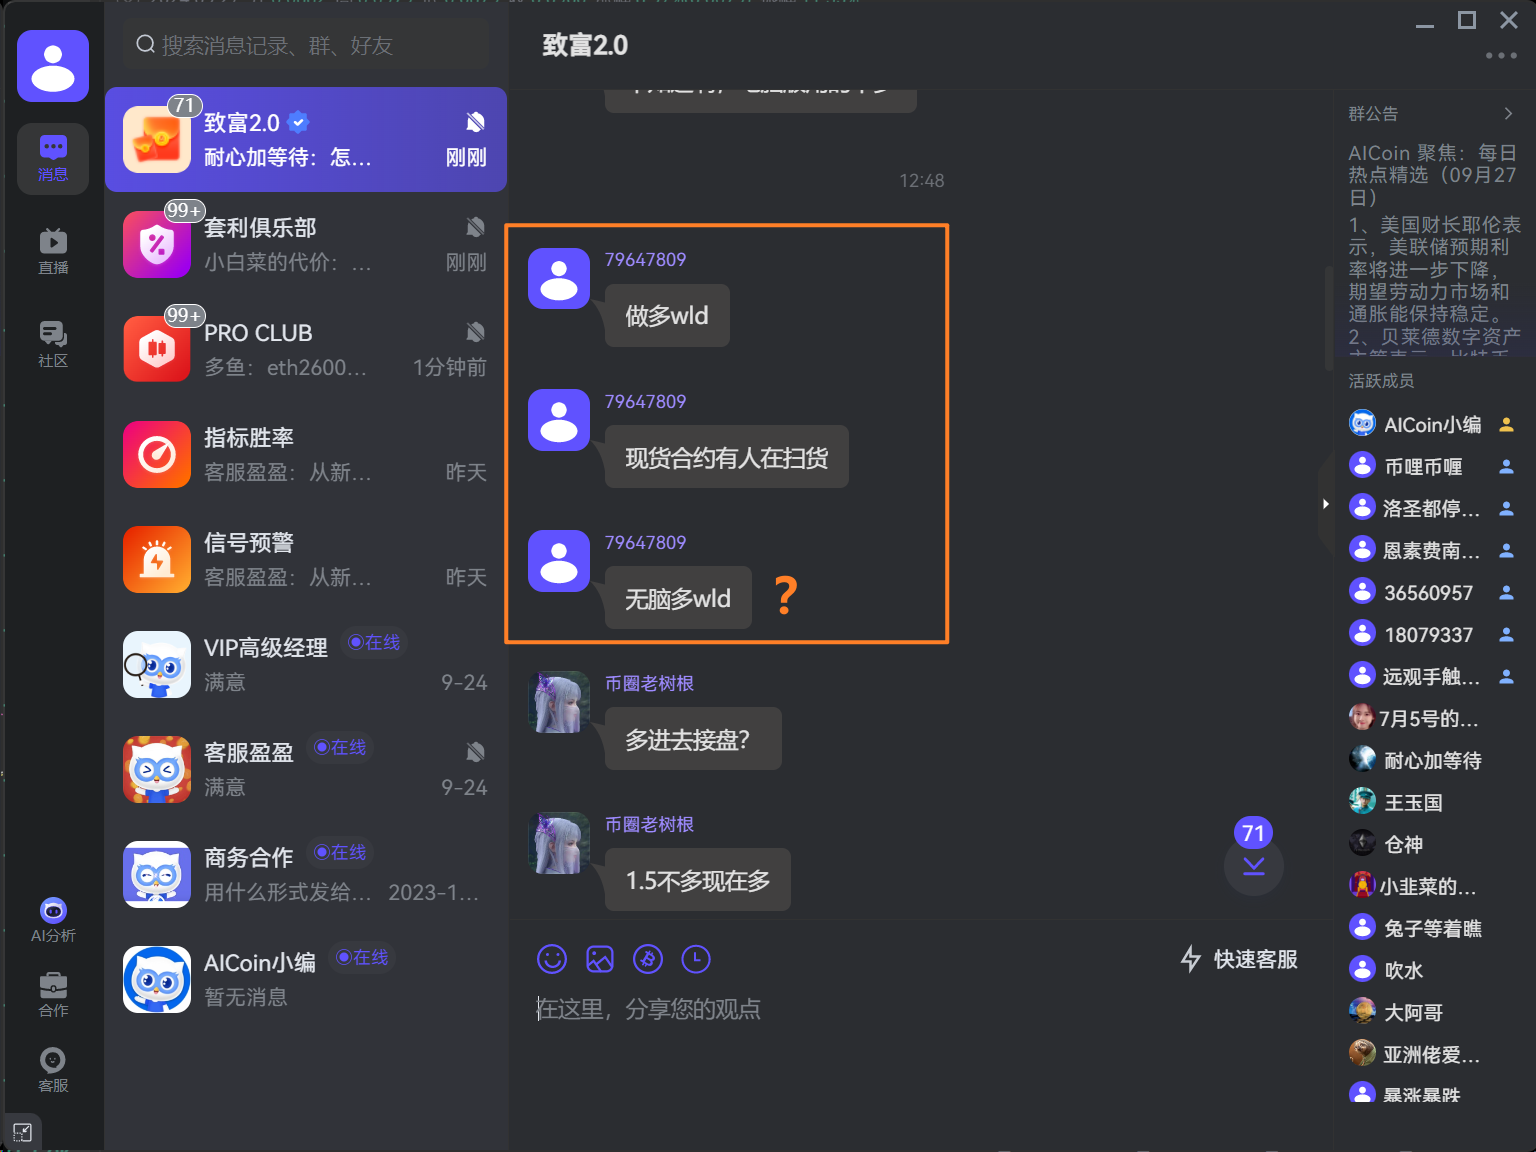 消息
直播
社区
AI分析
合作
客服
搜索消息记录、群、好友
71
致富2.0
耐心加等待：怎...
刚刚
99+
套利俱乐部
小白菜的代价：...
刚刚
99+
PRO CLUB
多鱼：eth2600...
1分钟前
指标胜率
客服盈盈：从新...
昨天
信号预警
客服盈盈：从新...
昨天
VIP高级经理
在线
满意
9-24
客服盈盈
在线
满意
9-24
商务合作
在线
用什么形式发给...
2023-1...
AICoin小编
在线
暂无消息
致富2.0
12:48
79647809
做多wld
79647809
现货合约有人在扫货
79647809
无脑多wld
?
币圈老树根
多进去接盘？
币圈老树根
1.5不多现在多
71
快速客服
在这里，分享您的观点
群公告
AICoin 聚焦：每日
热点精选（09月27
日）
1、美国财长耶伦表
示，美联储预期利
率将进一步下降，
期望劳动力市场和
通胀能保持稳定。
2、贝莱德数字资产
活跃成员
AICoin小编
币哩币喱
洛圣都停...
恩素费南...
36560957
18079337
远观手触...
7月5号的...
耐心加等待
王玉国
仓神
小韭菜的...
兔子等着瞧
吹水
大阿哥
亚洲佬爱...
暴涨暴跌